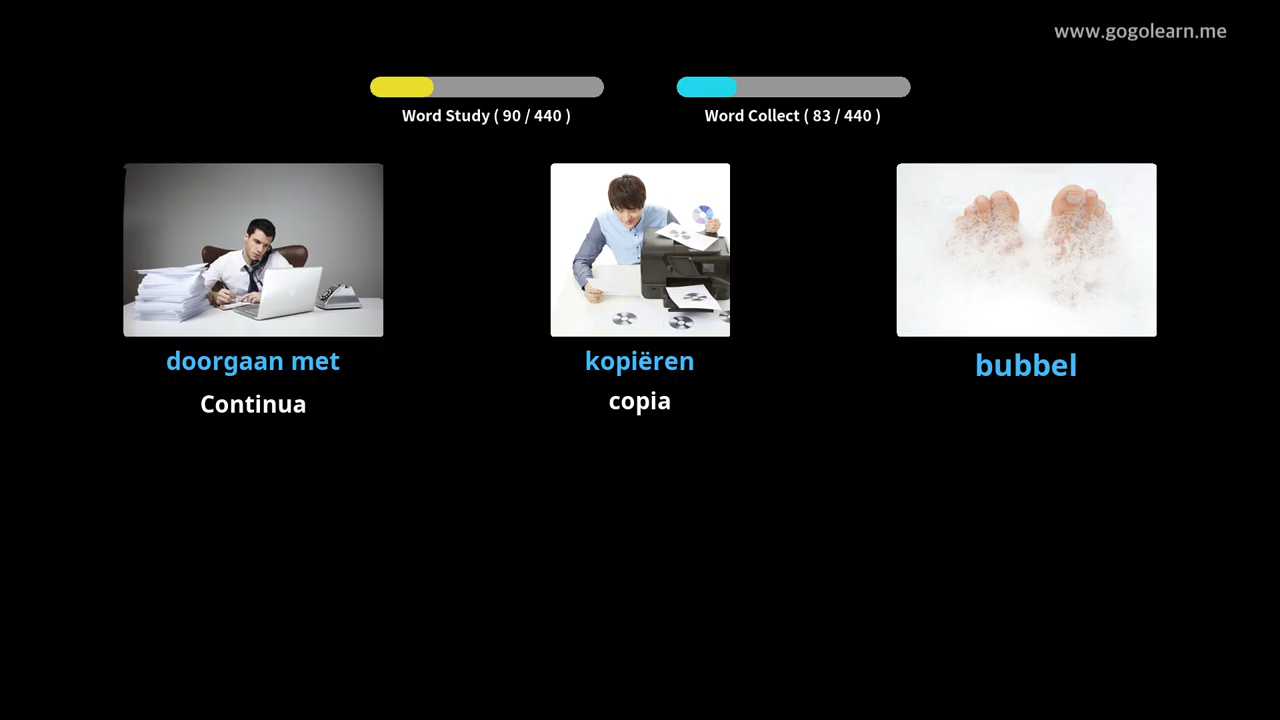 www.gogolearn.me
Word Study ( 90 / 440 )
Word Collect ( 83 / 440 )
doorgaan met
Continua
kopiëren
copia
bubbel